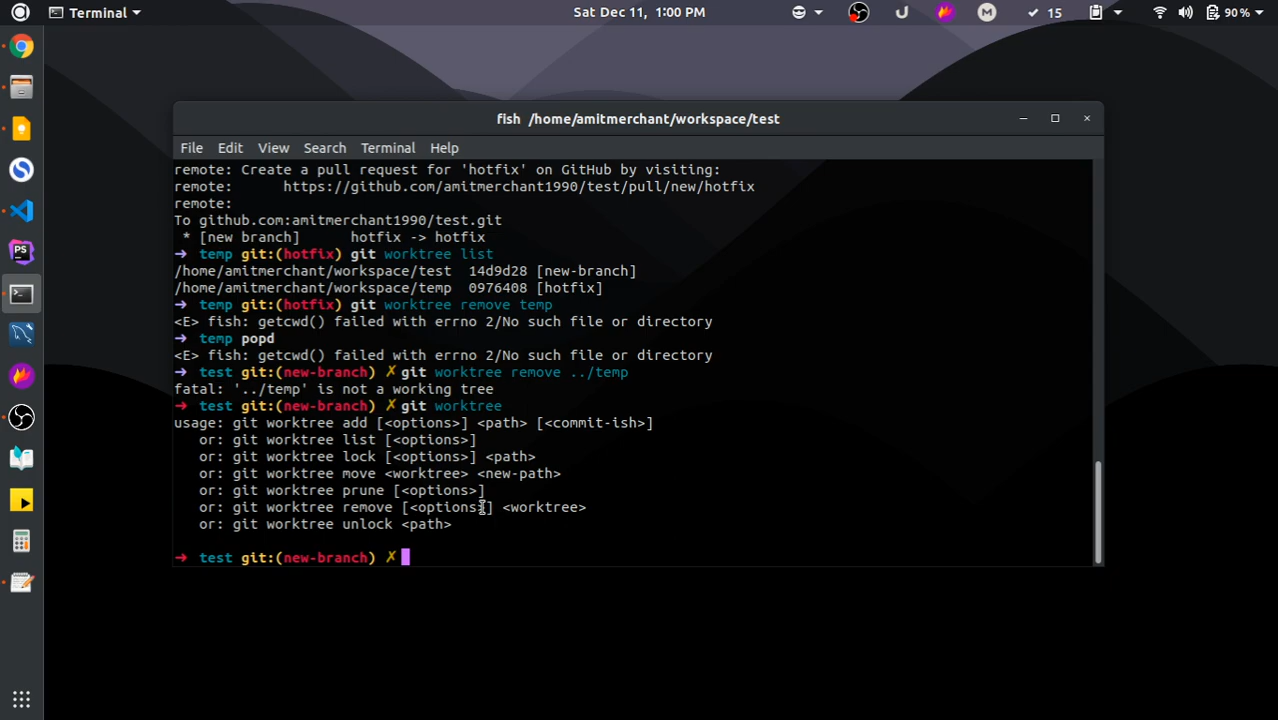 Terminal
Sat Dec 11, 1:00 PM
15
90%
fish /home/amitmerchant/workspace/test
File Edit View Search Terminal Help
remote: Create a pull request for 'hotfix' on GitHub by visiting:
remote:      https://github.com/amitmerchant1990/test/pull/new/hotfix
remote:
To github.com:amitmerchant1990/test.git
 * [new branch]      hotfix -> hotfix
➜  temp git:(hotfix) git worktree list
/home/amitmerchant/workspace/test  14d9d28 [new-branch]
/home/amitmerchant/workspace/temp  0976408 [hotfix]
➜  temp git:(hotfix) git worktree remove temp
<E> fish: getcwd() failed with errno 2/No such file or directory
➜  temp popd
<E> fish: getcwd() failed with errno 2/No such file or directory
➜  test git:(new-branch) ✗ git worktree remove ../temp
fatal: '../temp' is not a working tree
➜  test git:(new-branch) ✗ git worktree
usage: git worktree add [<options>] <path> [<commit-ish>]
   or: git worktree list [<options>]
   or: git worktree lock [<options>] <path>
   or: git worktree move <worktree> <new-path>
   or: git worktree prune [<options>]
   or: git worktree remove [<options>] <worktree>
   or: git worktree unlock <path>
➜  test git:(new-branch) ✗
PS